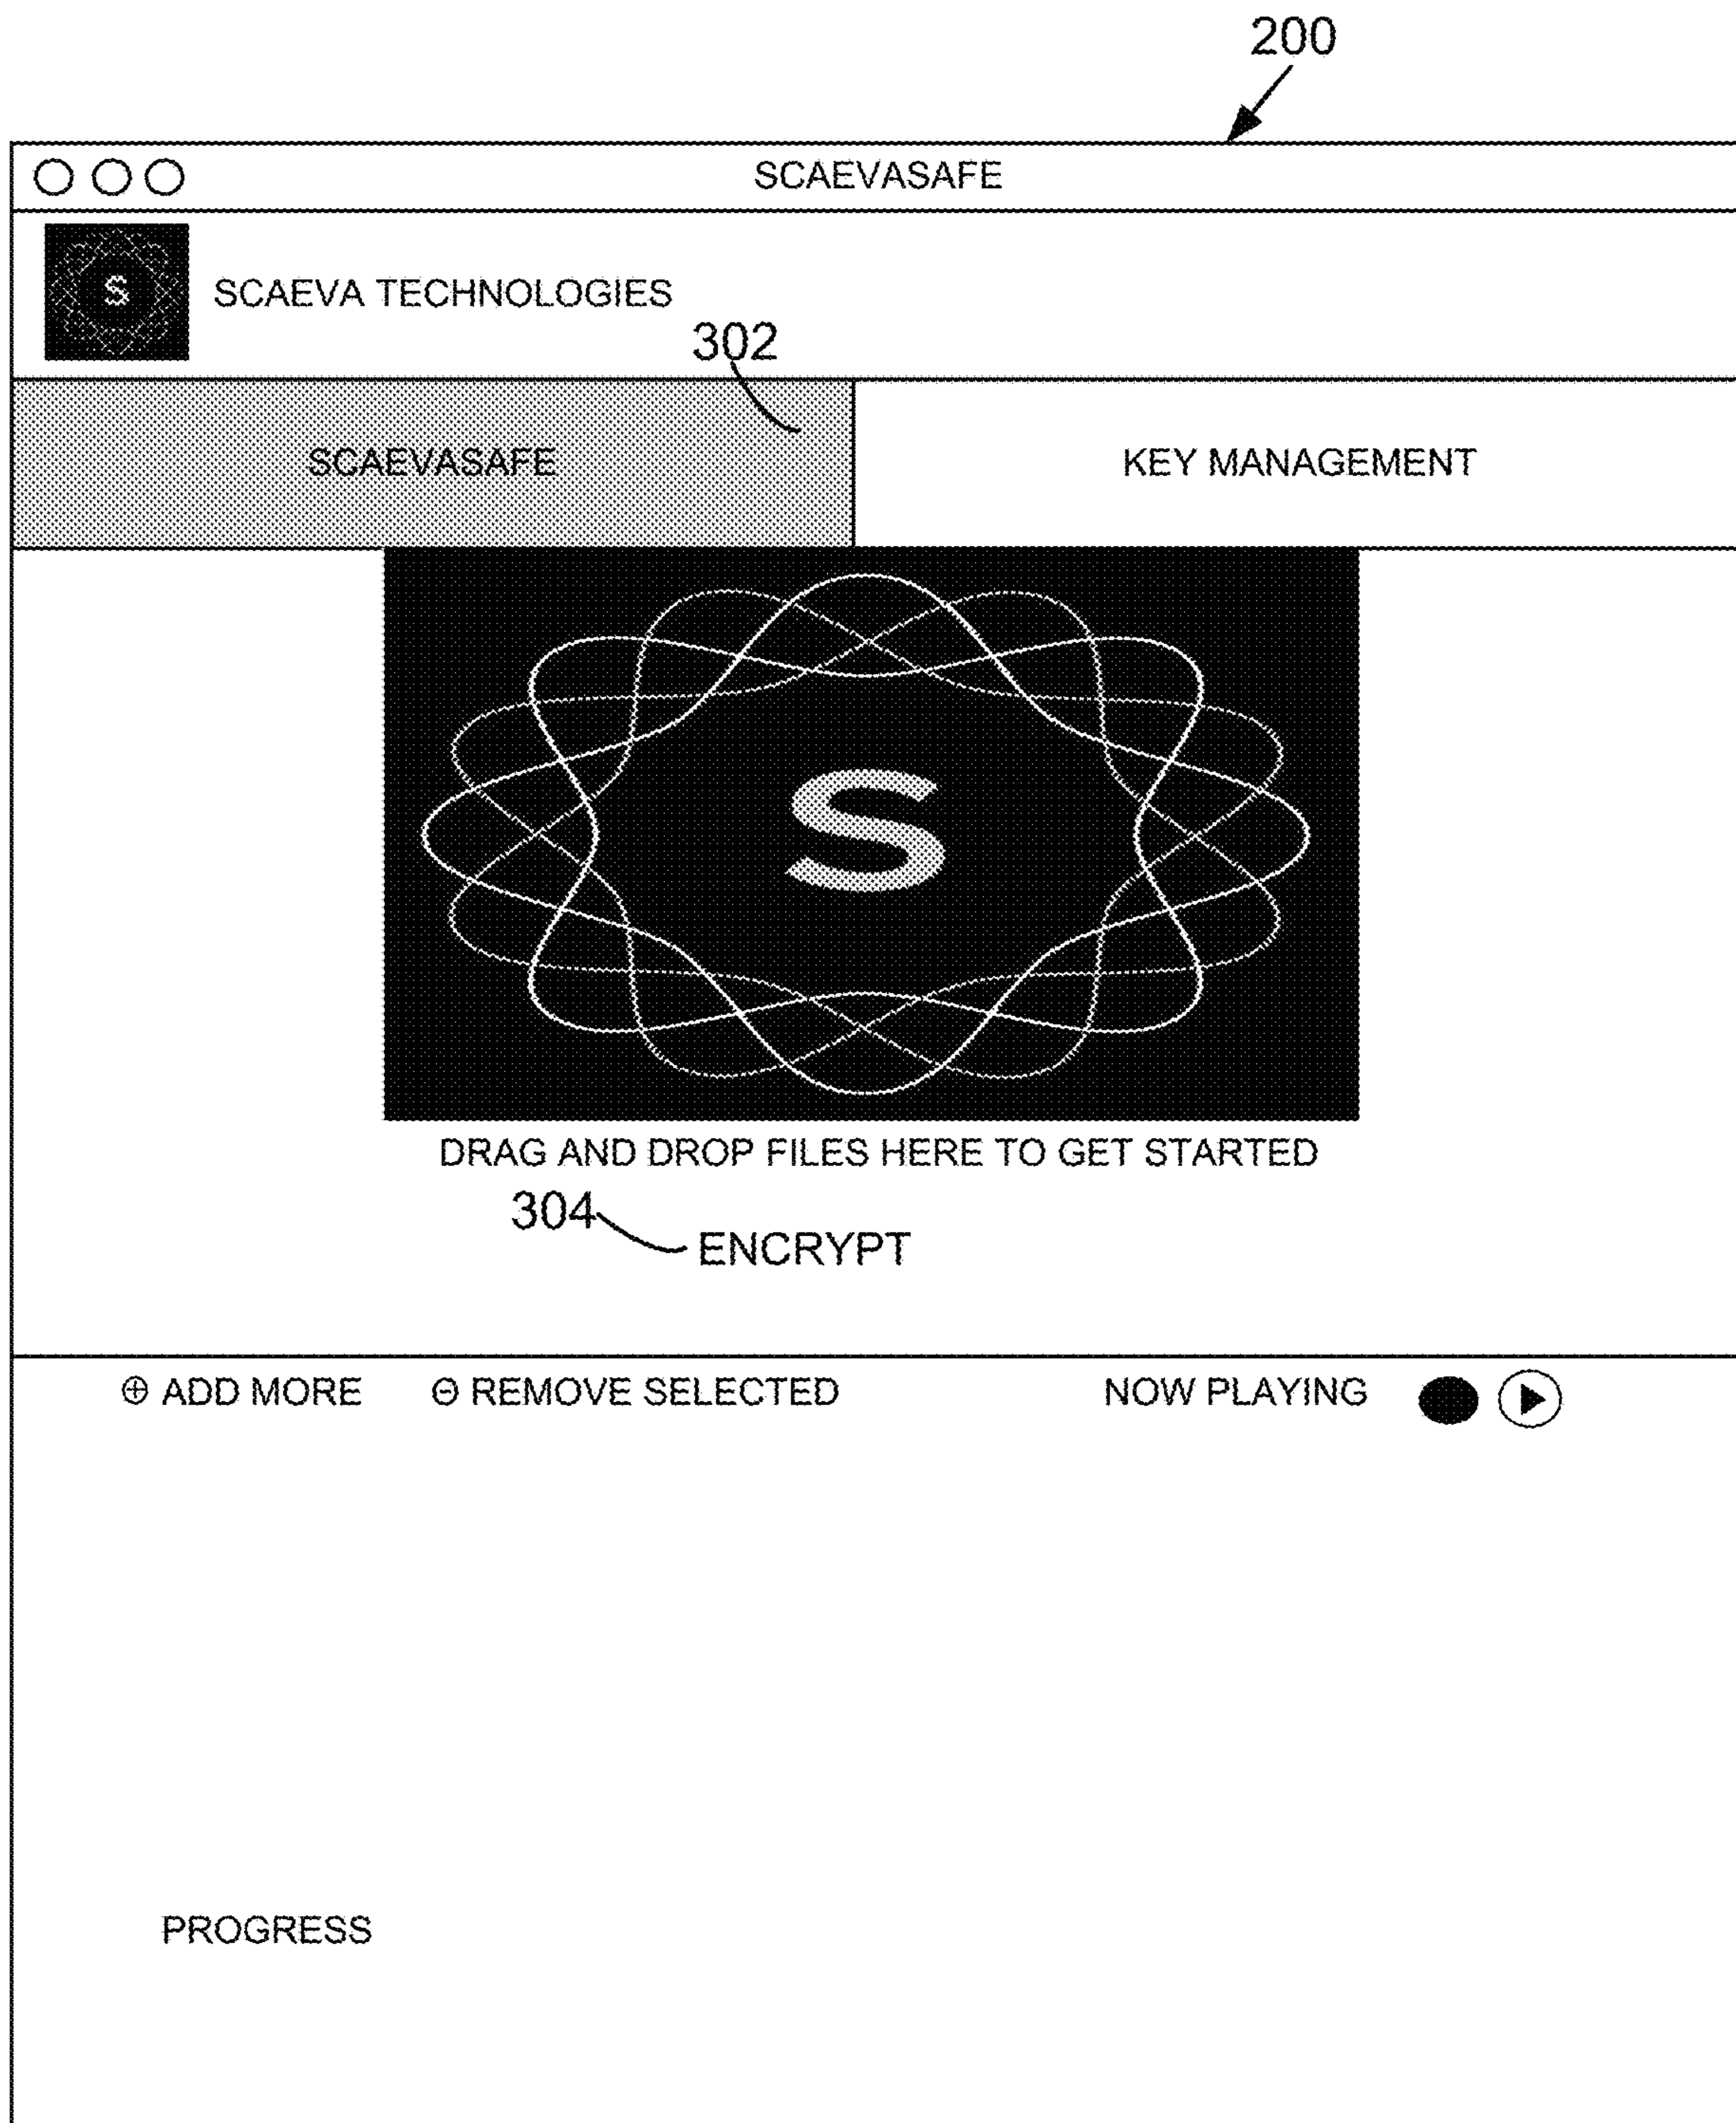 200
SCAEVASAFE
S
SCAEVA TECHNOLOGIES
302
SCAEVASAFE
KEY MANAGEMENT
S
DRAG AND DROP FILES HERE TO GET STARTED
304
ENCRYPT
ADD MORE
REMOVE SELECTED
NOW PLAYING
PROGRESS